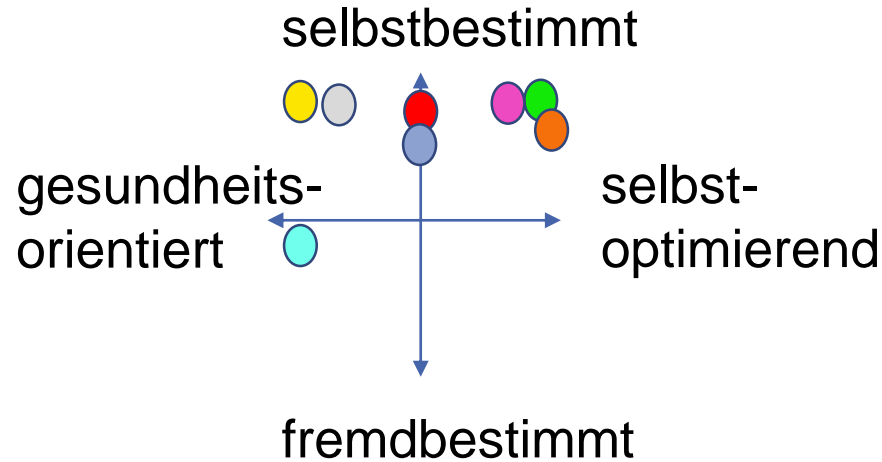 selbstbestimmt
gesundheits-
orientiert
selbst-
optimierend
fremdbestimmt